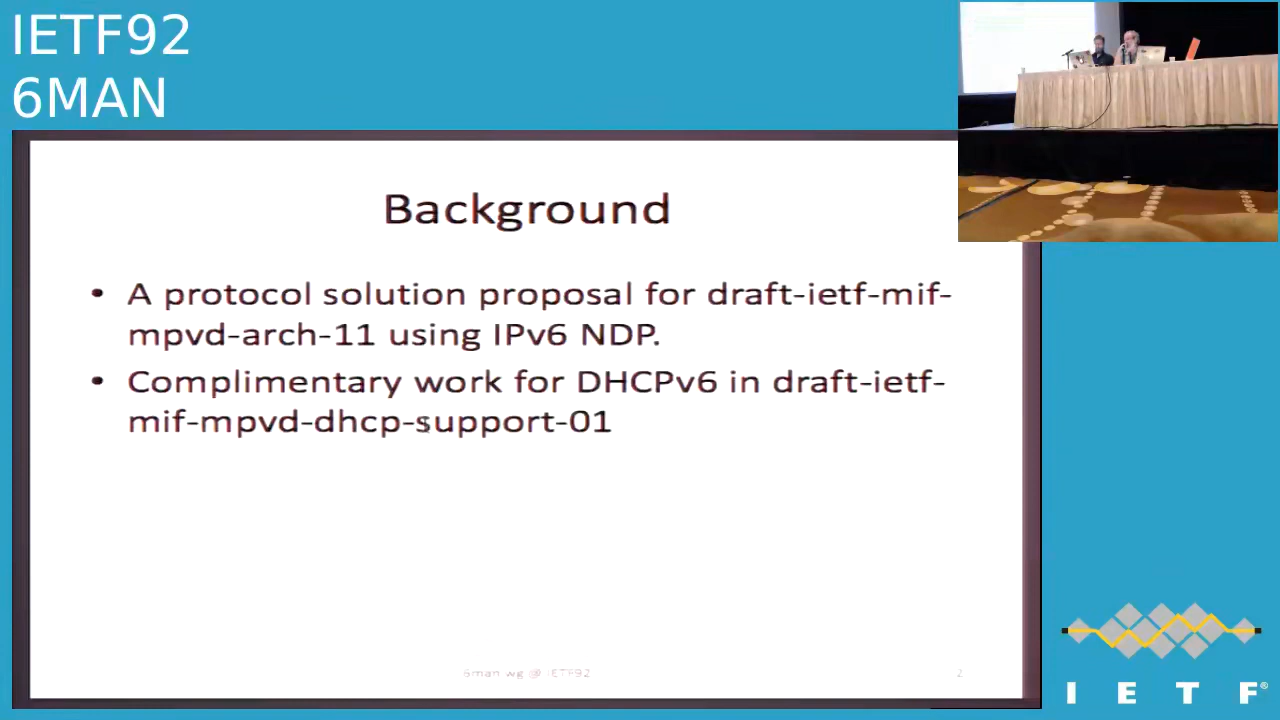 IETF92
6MAN
Background
• A protocol solution proposal for draft-ietf-mif-
mpvd-arch-11 using IPv6 NDP.
• Complimentary work for DHCPv6 in draft-ietf-
mif-mpvd-dhcp-support-01
6man wg @ IETF92
2
I E T F®